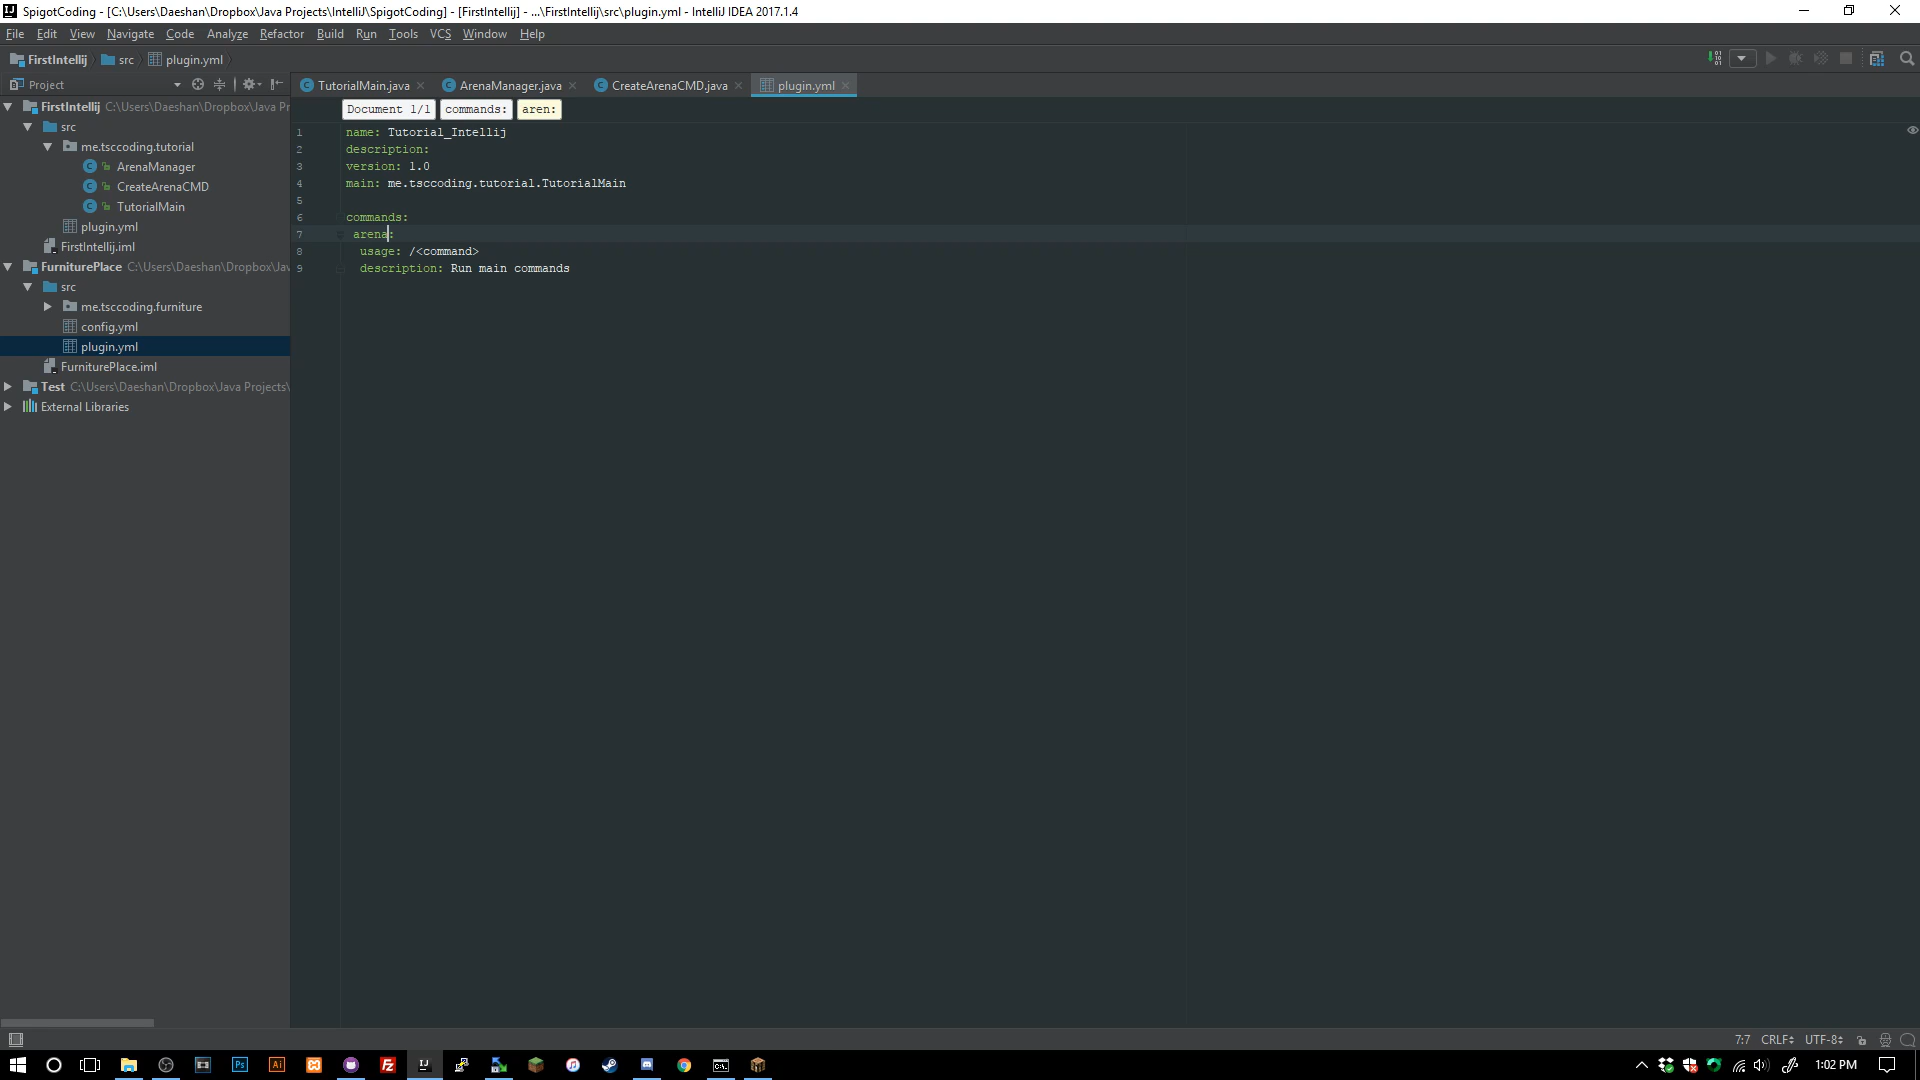 SpigotCoding - [C:\Users\Daeshan\Dropbox\Java Projects\IntelliJ\SpigotCoding] - [FirstIntellij] - ...\FirstIntellij\src\plugin.yml - IntelliJ IDEA 2017.1.4
File Edit View Navigate Code Analyze Refactor Build Run Tools VCS Window Help
FirstIntellij src plugin.yml
Project
TutorialMain.java ArenaManager.java CreateArenaCMD.java plugin.yml
Document 1/1 commands: aren:
FirstIntellij C:\Users\Daeshan\Dropbox\Java Pr
src
me.tsccoding.tutorial
ArenaManager
CreateArenaCMD
TutorialMain
plugin.yml
FirstIntellij.iml
FurniturePlace C:\Users\Daeshan\Dropbox\Jav
src
me.tsccoding.furniture
config.yml
plugin.yml
FurniturePlace.iml
Test C:\Users\Daeshan\Dropbox\Java Projects\
External Libraries
1 name: Tutorial_Intellij
2 description:
3 version: 1.0
4 main: me.tsccoding.tutorial.TutorialMain
5
6 commands:
7 arena:
8 usage: /<command>
9 description: Run main commands
7:7 CRLF UTF-8
1:02 PM